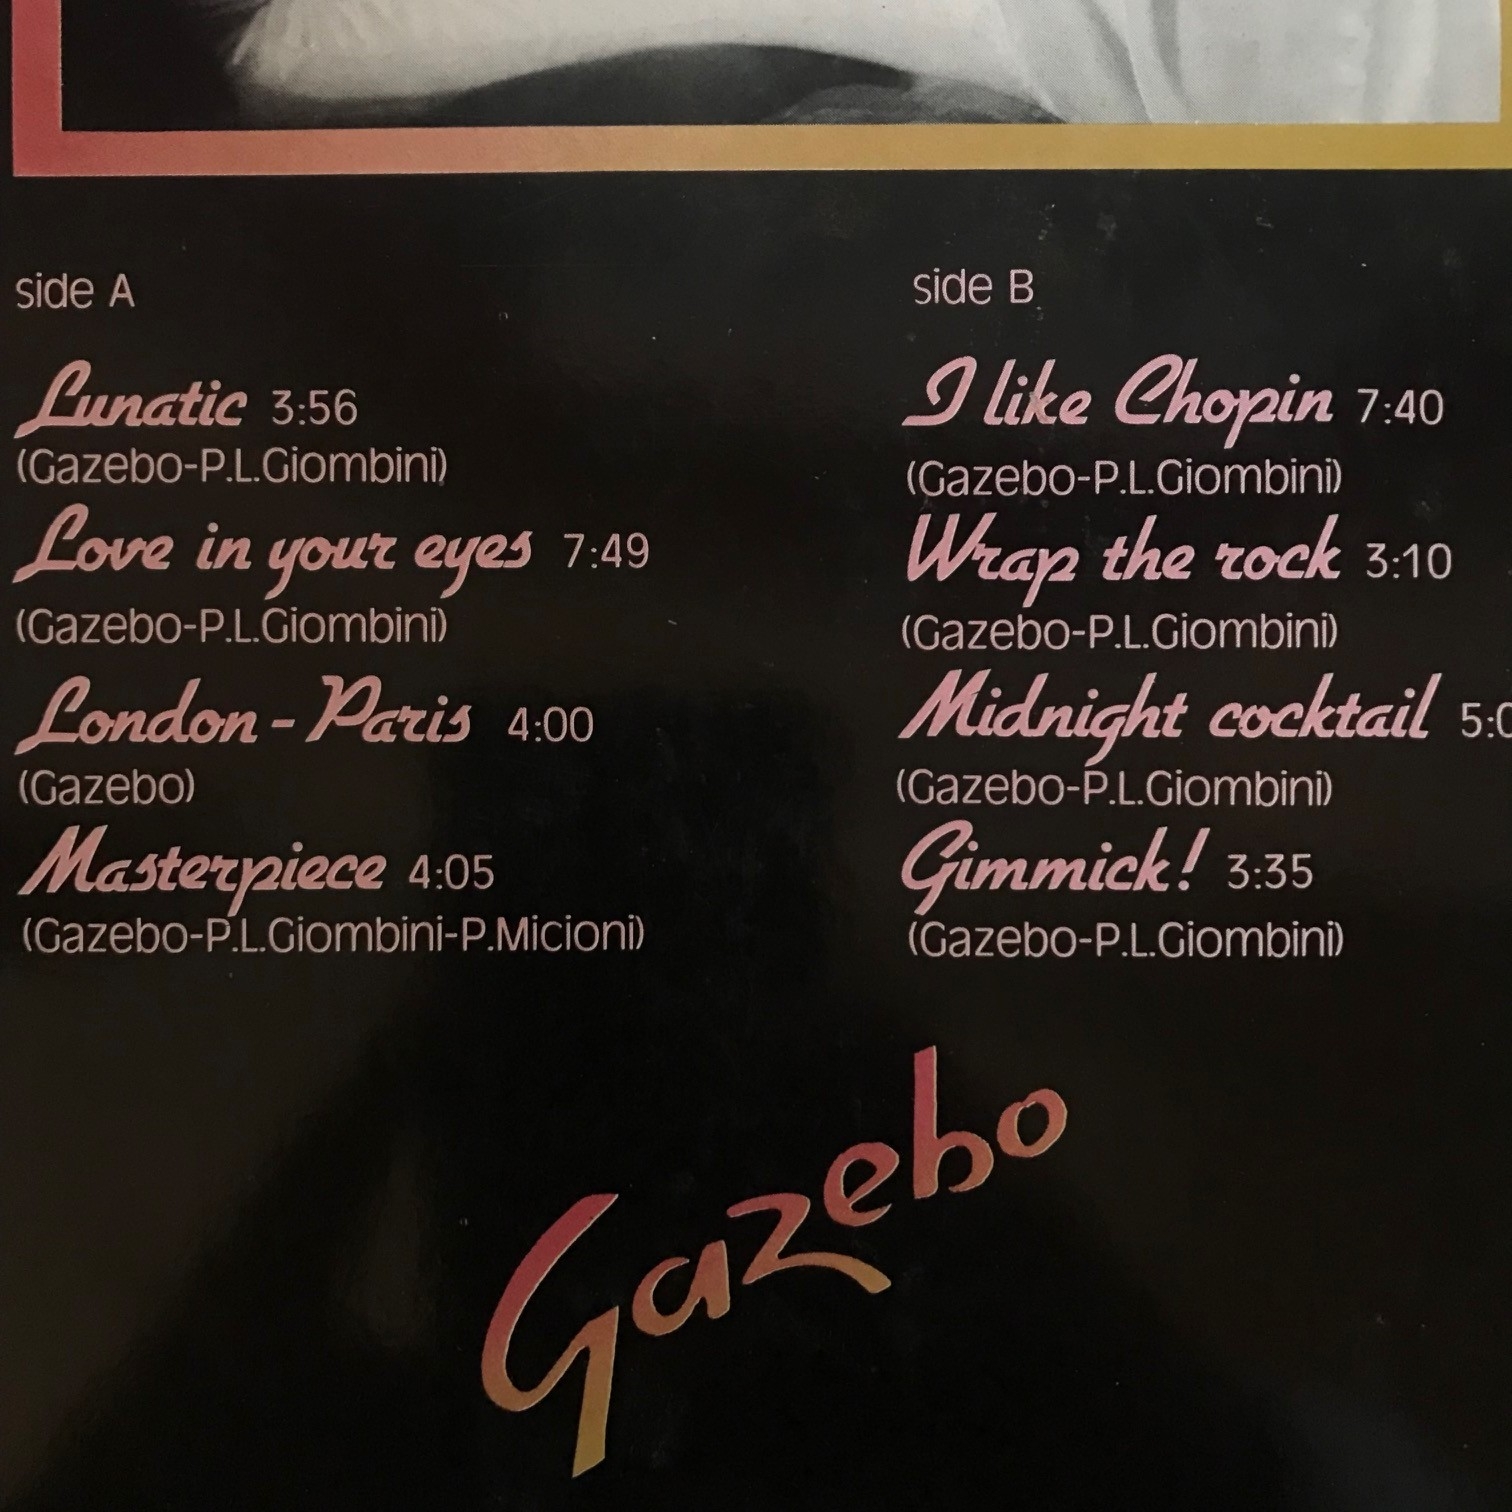 side A
Lunatic 3:56
(Gazebo-P.L.Giombini)
Love in your eyes 7:49
(Gazebo-P.L.Giombini)
London-Paris 4:00
(Gazebo)
Masterpiece 4:05
(Gazebo-P.L.Giombini-P.Micioni)
side B
I like Chopin 7:40
(Gazebo-P.L.Giombini)
Wrap the rock 3:10
(Gazebo-P.L.Giombini)
Midnight cocktail
(Gazebo-P.L.Giombini)
Gimmick! 3:35
(Gazebo-P.L.Giombini)
Gazebo